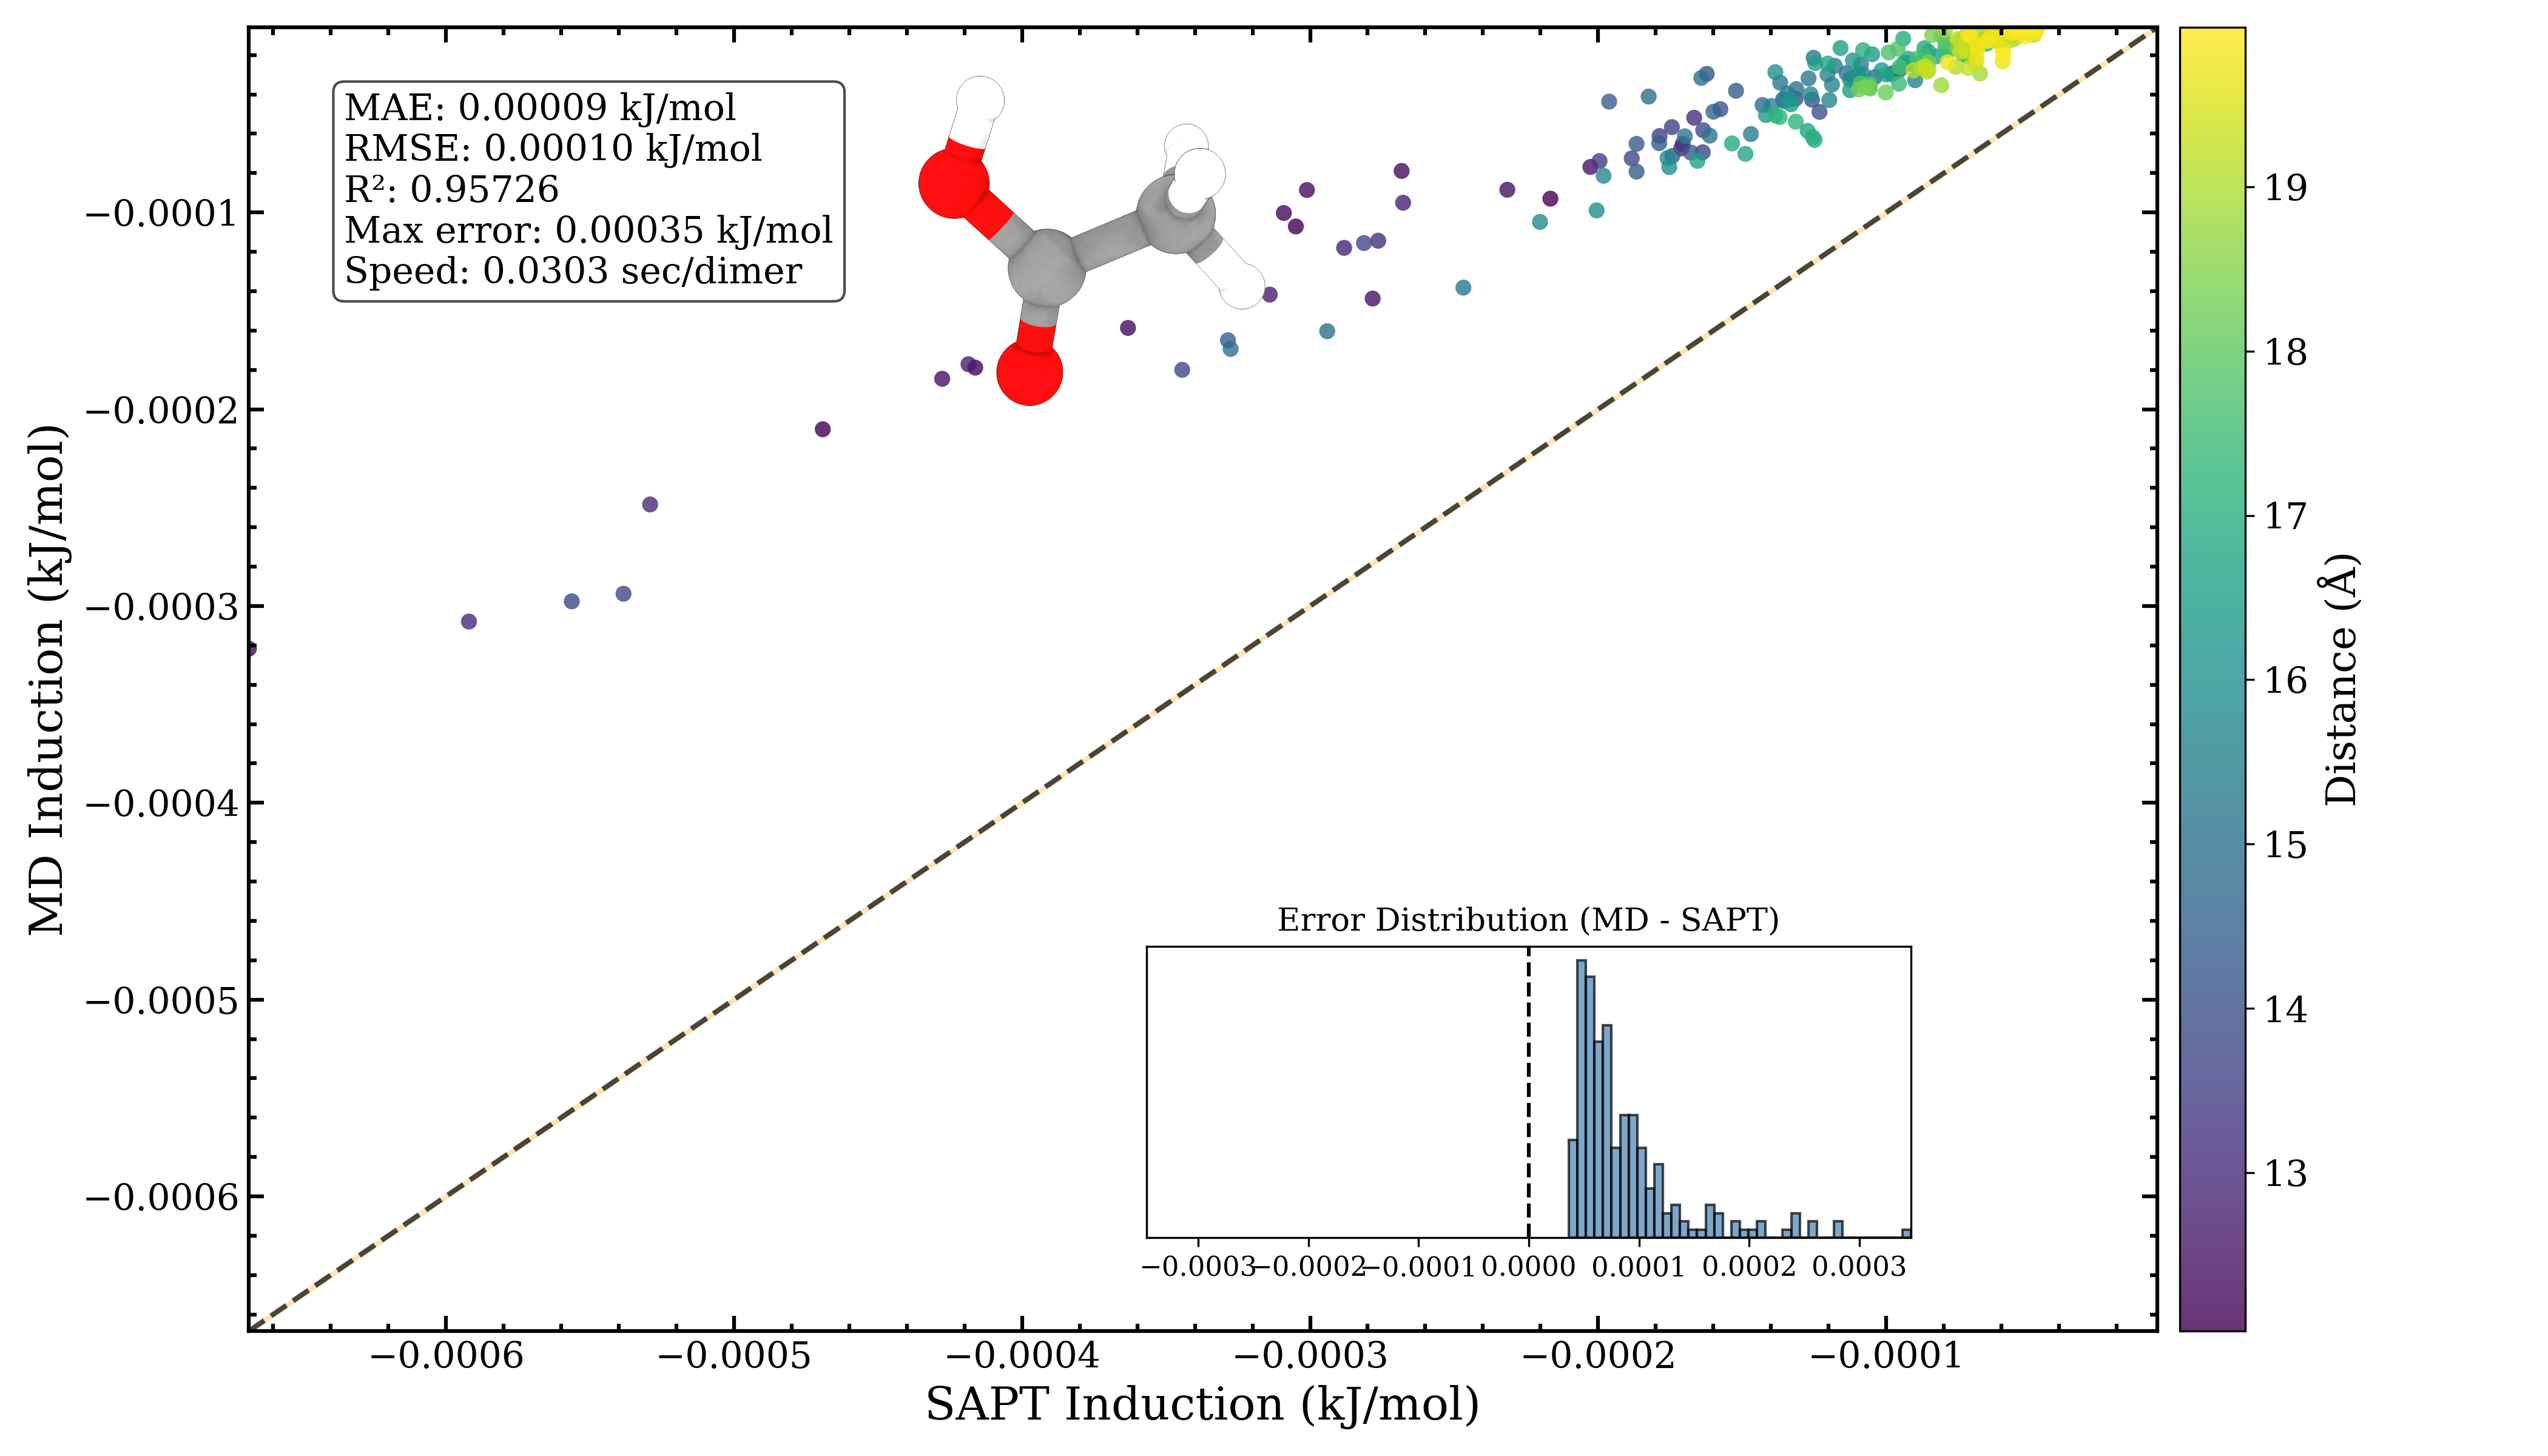 MAE: 0.00009 kJ/mol
RMSE: 0.00010 kJ/mol
R²: 0.95726
Max error: 0.00035 kJ/mol
Speed: 0.0303 sec/dimer
MD Induction (kJ/mol)
−0.0001
−0.0002
−0.0003
−0.0004
−0.0005
−0.0006
Error Distribution (MD - SAPT)
−0.0003 −0.0002 −0.0001 0.0000 0.0001 0.0002 0.0003
−0.0006 −0.0005 −0.0004 −0.0003 −0.0002 −0.0001
SAPT Induction (kJ/mol)
19
18
17
16
15
14
13
Distance (Å)